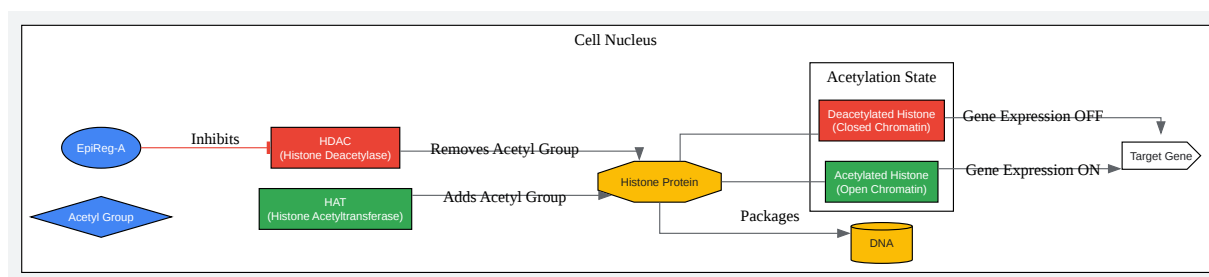 Cell Nucleus
Acetylation State
EpiReg-A
Inhibits
HDAC
(Histone Deacetylase)
Removes Acetyl Group
Deacetylated Histone
(Closed Chromatin)
Gene Expression OFF
Target Gene
Acetyl Group
HAT
(Histone Acetyltransferase)
Adds Acetyl Group
Histone Protein
Acetylated Histone
(Open Chromatin)
Gene Expression ON
Packages
DNA